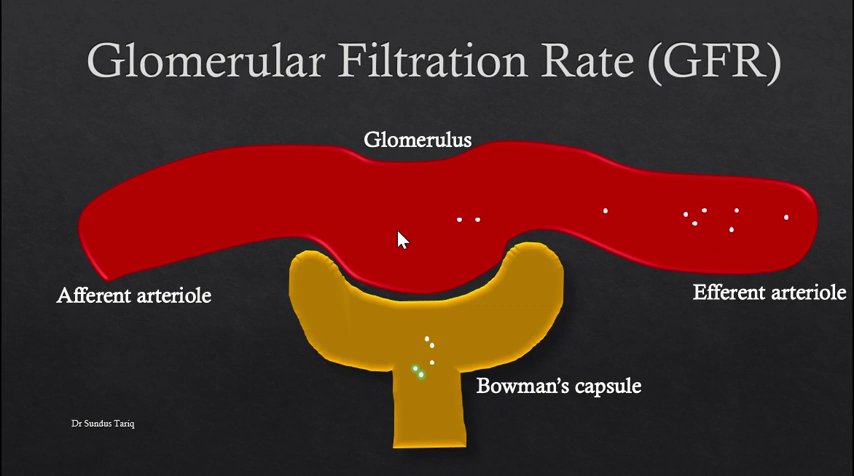 Glomerular Filtration Rate (GFR)
Glomerulus
Afferent arteriole
Efferent arteriole
Bowman's capsule
Dr Sundus Tariq